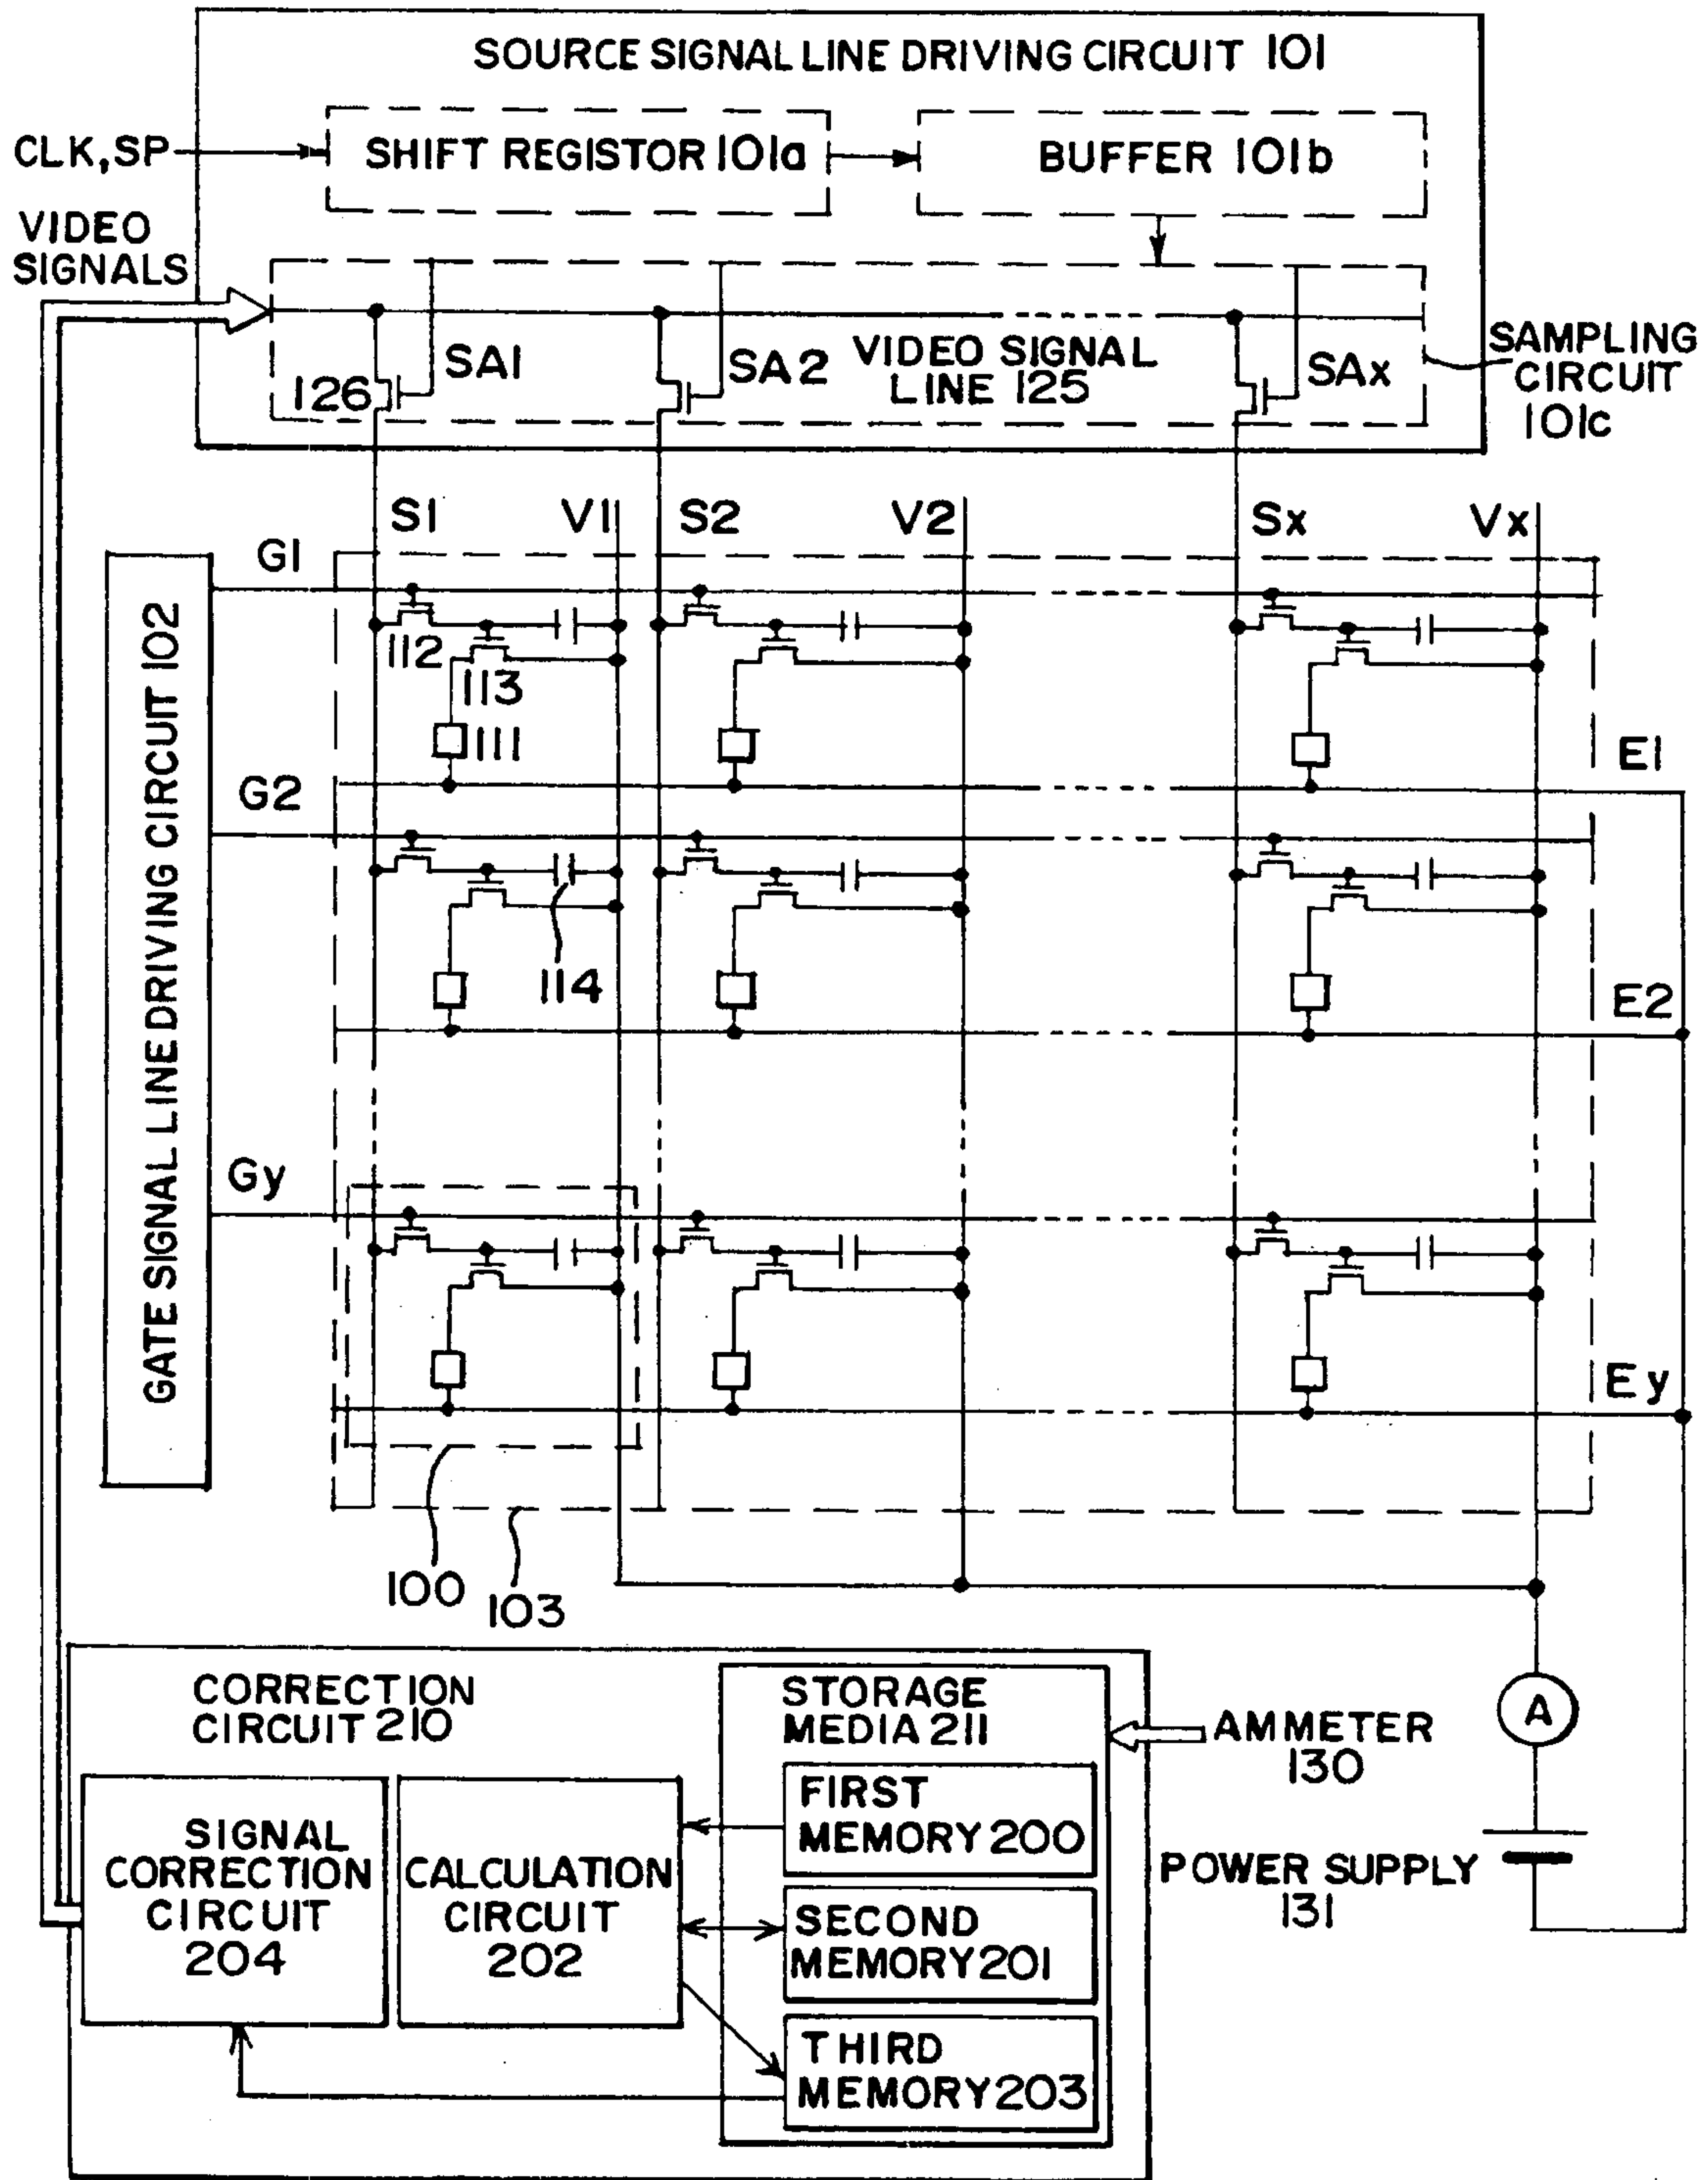 SOURCE SIGNAL LINE DRIVING CIRCUIT 101
CLK,SP
SHIFT REGISTOR 101a
BUFFER 101b
VIDEO
SIGNALS
126
SA1
SA2
VIDEO SIGNAL
LINE 125
SAx
SAMPLING
CIRCUIT
101c
S1
V1
S2
V2
Sx
Vx
G1
112
113
111
E1
G2
114
E2
GATE SIGNAL LINE DRIVING CIRCUIT 102
Gy
Ey
100
103
CORRECTION
CIRCUIT 210
STORAGE
MEDIA 211
AMMETER
130
A
FIRST
MEMORY 200
SIGNAL
CORRECTION
CIRCUIT
204
CALCULATION
CIRCUIT
202
SECOND
MEMORY 201
POWER SUPPLY
131
THIRD
MEMORY 203